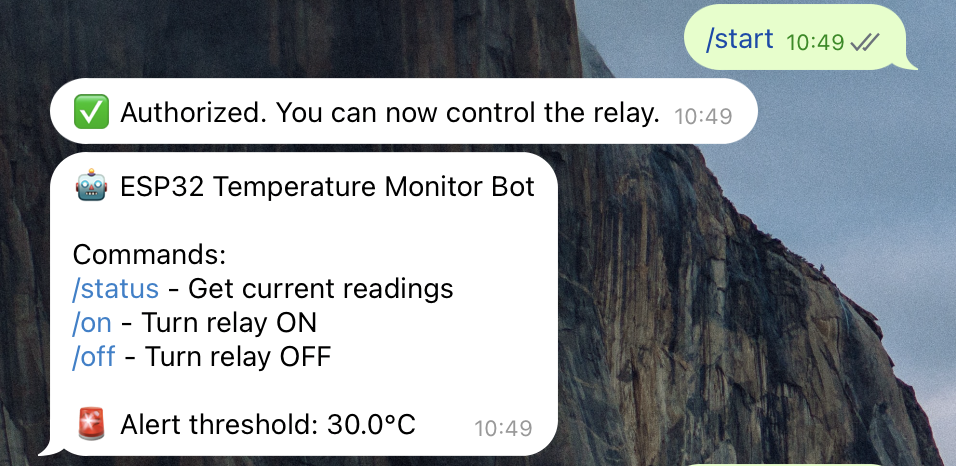 /start 10:49
✅ Authorized. You can now control the relay. 10:49
🤖 ESP32 Temperature Monitor Bot
Commands:
/status - Get current readings
/on - Turn relay ON
/off - Turn relay OFF
🚨 Alert threshold: 30.0°C 10:49